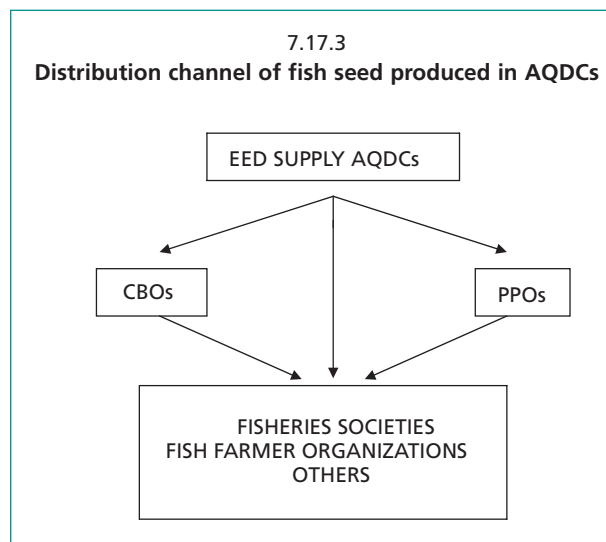 7.17.3
Distribution channel of fish seed produced in AQDCs
EED SUPPLY AQDCs
CBOs
PPOs
FISHERIES SOCIETIES
FISH FARMER ORGANIZATIONS
OTHERS